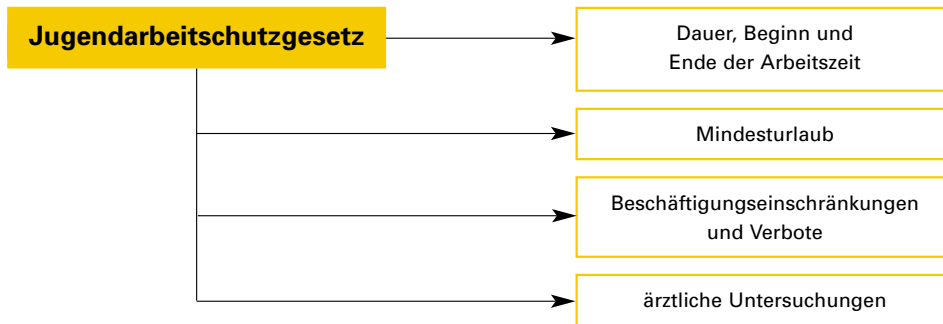 Jugendarbeitschutzgesetz
Dauer, Beginn und
Ende der Arbeitszeit
Mindesturlaub
Beschäftigungseinschränkungen
und Verbote
ärztliche Untersuchungen